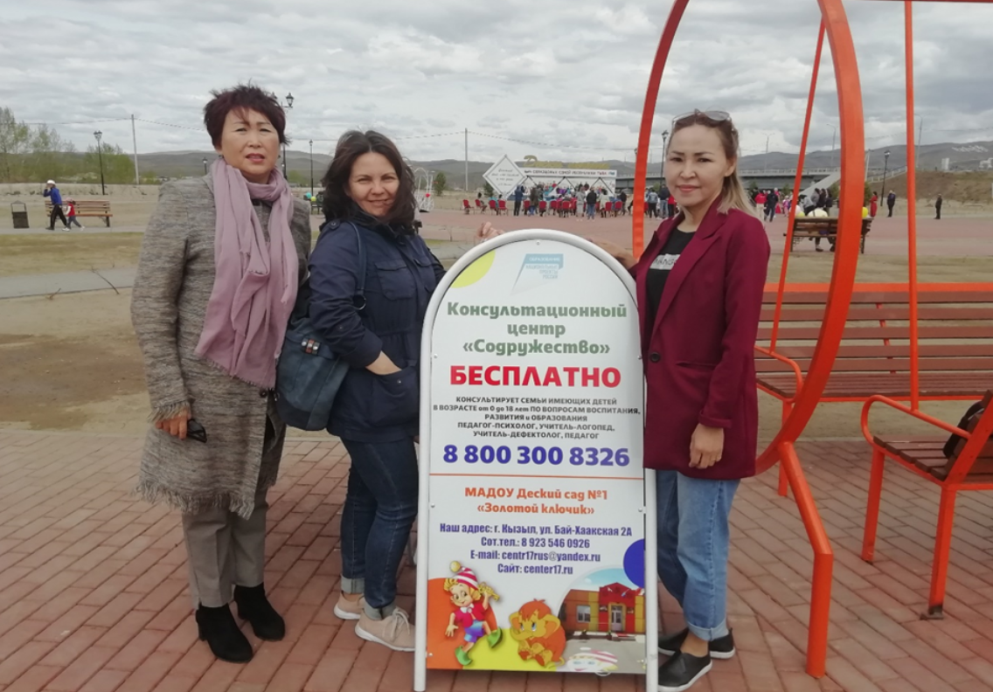 Консультационный
центр
«Содружество»
БЕСПЛАТНО
КОНСУЛЬТИРУЕТ СЕМЬИ ИМЕЮЩИХ ДЕТЕЙ
В ВОЗРАСТЕ от 0 до 18 лет ПО ВОПРОСАМ ВОСПИТАНИЯ,
РАЗВИТИЯ и ОБРАЗОВАНИЯ
ПЕДАГОГ-ПСИХОЛОГ, УЧИТЕЛЬ-ЛОГОПЕД,
УЧИТЕЛЬ-ДЕФЕКТОЛОГ, ПЕДАГОГ
8 800 300 8326
МАДОУ Деский сад №1
«Золотой ключик»
Наш адрес: г. Кызыл, ул. Бай-Хаакская 2А
Сот.тел.: 8 923 546 0926
E-mail: centr17rus@yandex.ru
Сайт: center17.ru